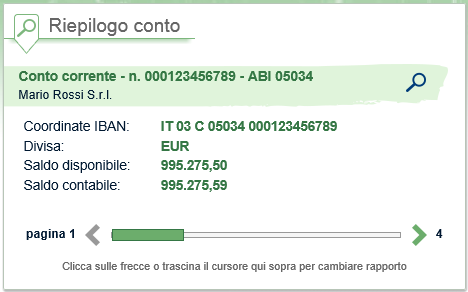 Riepilogo conto
Conto corrente - n. 000123456789 - ABI 05034
Mario Rossi S.r.l.
Coordinate IBAN: IT 03 C 05034 000123456789
Divisa: EUR
Saldo disponibile: 995.275,50
Saldo contabile: 995.275,59
pagina 1 4
Clicca sulle frecce o trascina il cursore qui sopra per cambiare rapporto